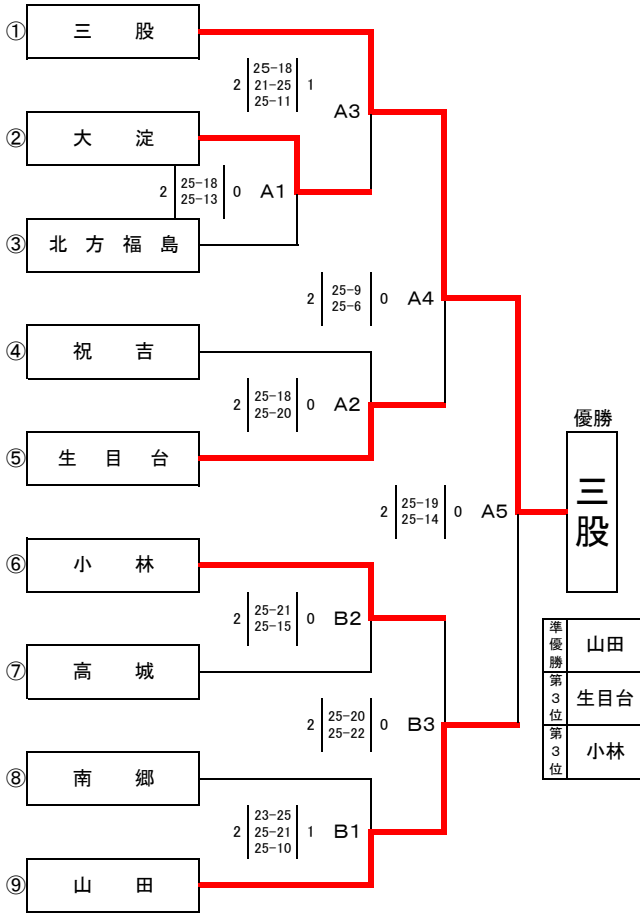 ① 三 股
2 25-18 1
21-25
25-11
A3
② 大 淀
2 25-18 0 A1
25-13
③ 北 方 福 島
2 25-9 0 A4
25-6
④ 祝 吉
2 25-18 0 A2
25-20
優勝
三股
⑤ 生 目 台
2 25-19 0 A5
25-14
⑥ 小 林
2 25-21 0 B2
25-15
準優勝 山田
⑦ 高 城
第3位 生目台
2 25-20 0 B3
25-22
第3位 小林
⑧ 南 郷
2 23-25 1 B1
25-21
25-10
⑨ 山 田